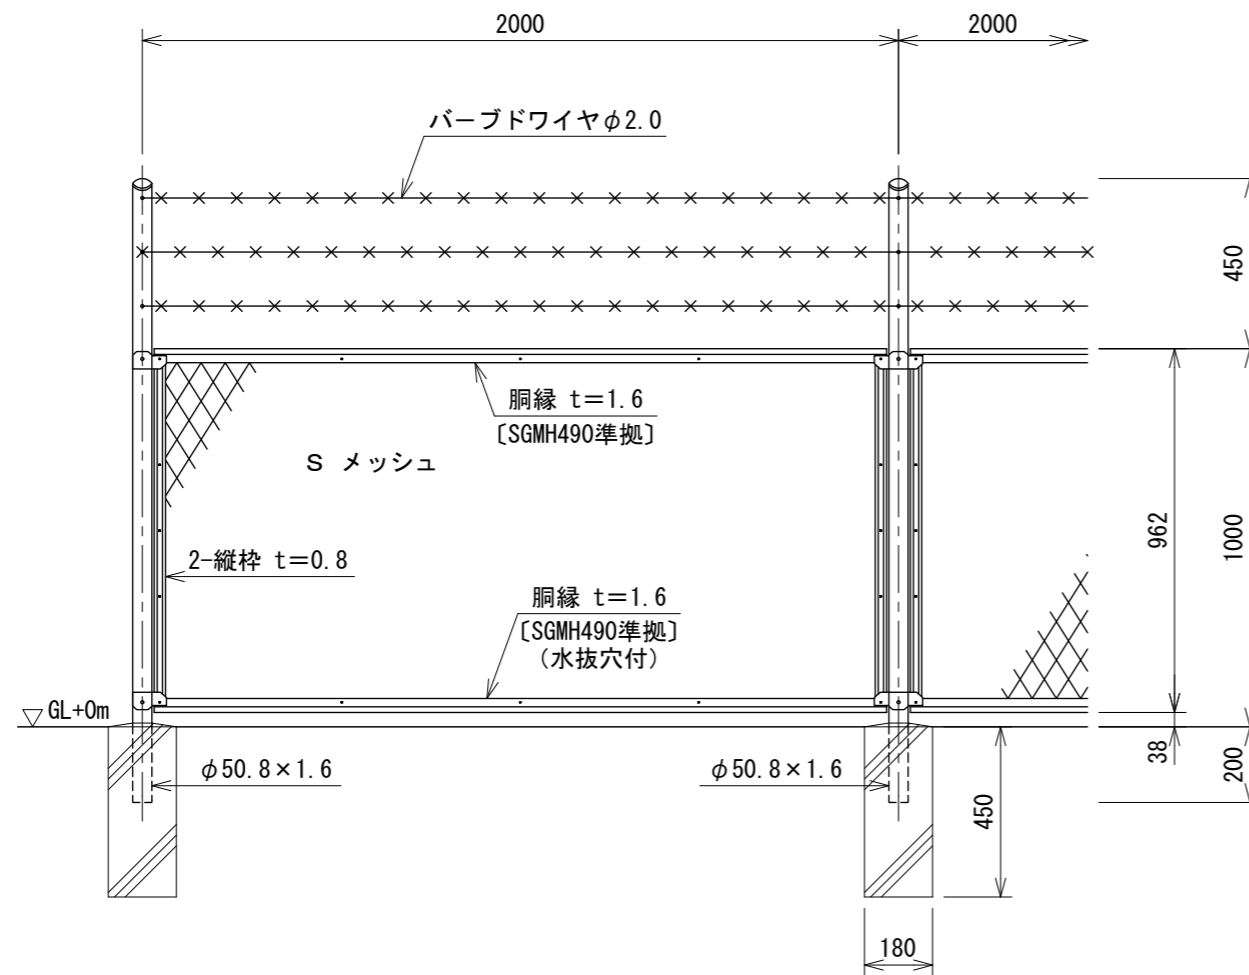 2000
2000
バーブドワイヤφ2.0
450
胴縁 t=1.6
〔SGMH490準拠〕
S メッシュ
962
1000
2-縦枠 t=0.8
胴縁 t=1.6
〔SGMH490準拠〕
(水抜穴付)
GL+0m
φ50.8×1.6
φ50.8×1.6
38
200
450
180